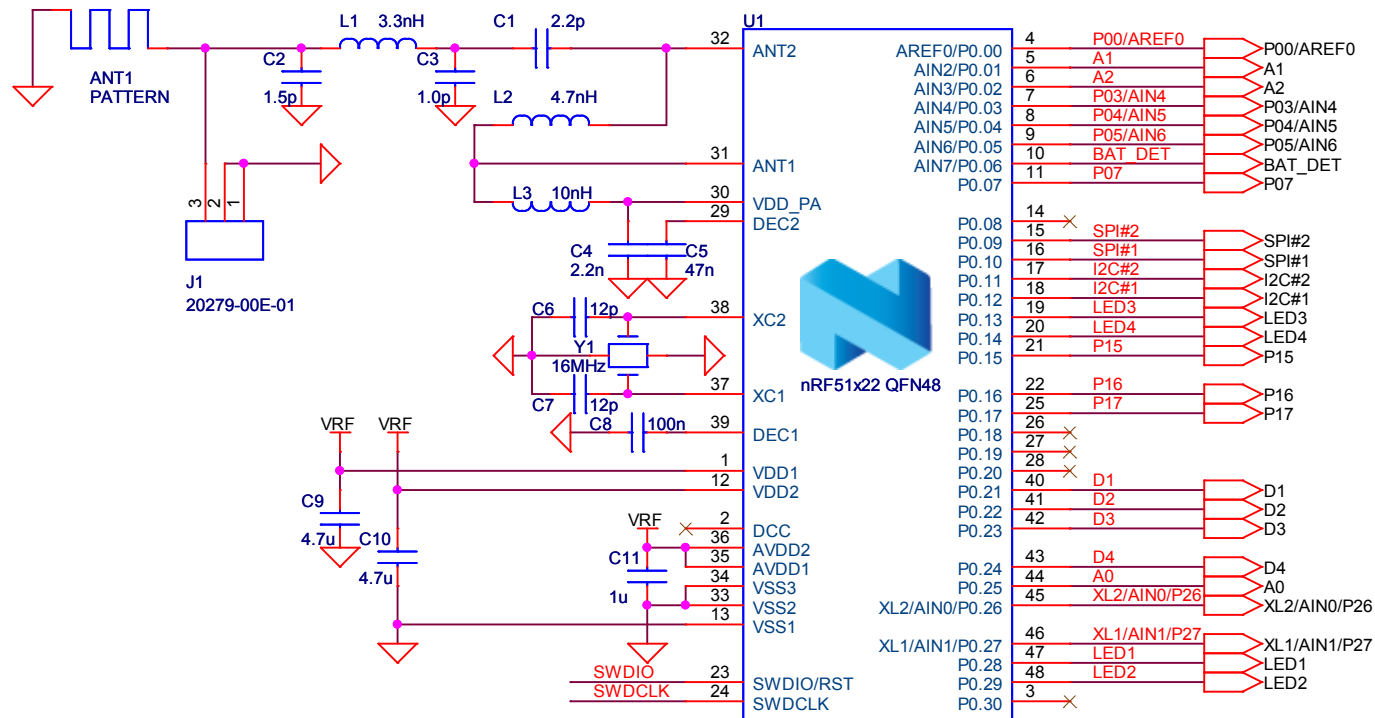 U1
L1 3.3nH C1 2.2p
32 ANT2
C2 C3
ANT1
PATTERN
1.5p 1.0p
L2 4.7nH
31 ANT1
3 2 1
L3 10nH 30 VDD_PA
29 DEC2
C4 C5
2.2n 47n
J1
20279-00E-01
C6 12p 38 XC2
Y1
16MHz
37 XC1
C7 12p
C8 100n 39 DEC1
VRF VRF
1 VDD1
12 VDD2
C9
4.7u
C10
4.7u
VRF
2 DCC
36 AVDD2
C11 35 AVDD1
1u 34 VSS3
33 VSS2
13 VSS1
SWDIO 23 SWDIO/RST
SWDCLK 24 SWDCLK
nRF51x22 QFN48
AREF0/P0.00 4 P00/AREF0 P00/AREF0
AIN2/P0.01 5 A1 A1
AIN3/P0.02 6 A2 A2
AIN4/P0.03 7 P03/AIN4 P03/AIN4
AIN5/P0.04 8 P04/AIN5 P04/AIN5
AIN6/P0.05 9 P05/AIN6 P05/AIN6
AIN7/P0.06 10 BAT_DET BAT_DET
P0.07 11 P07 P07
P0.08 14
P0.09 15 SPI#2 SPI#2
P0.10 16 SPI#1 SPI#1
P0.11 17 I2C#2 I2C#2
P0.12 18 I2C#1 I2C#1
P0.13 19 LED3 LED3
P0.14 20 LED4 LED4
P0.15 21 P15 P15
P0.16 22 P16 P16
P0.17 25 P17 P17
P0.18 26
P0.19 27
P0.20 28
P0.21 40 D1 D1
P0.22 41 D2 D2
P0.23 42 D3 D3
P0.24 43 D4 D4
P0.25 44 A0 A0
XL2/AIN0/P0.26 45 XL2/AIN0/P26 XL2/AIN0/P26
XL1/AIN1/P0.27 46 XL1/AIN1/P27 XL1/AIN1/P27
P0.28 47 LED1 LED1
P0.29 48 LED2 LED2
P0.30 3